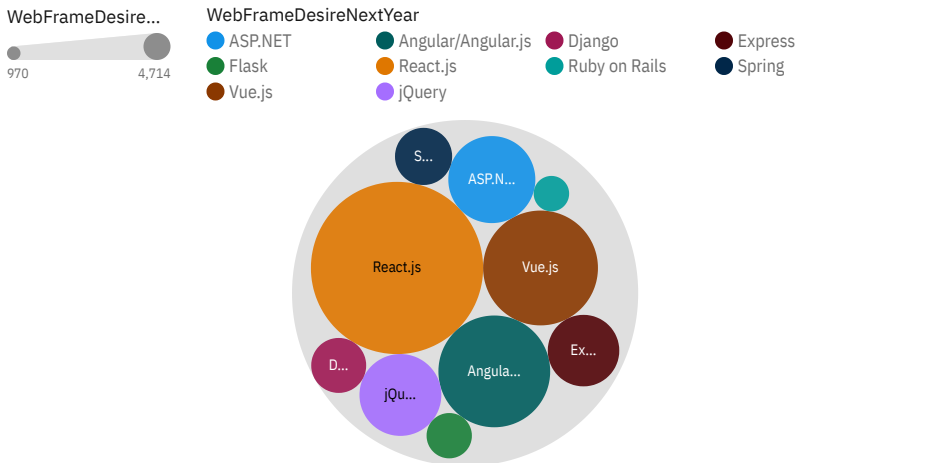 WebFrameDesire...
970 4,714
WebFrameDesireNextYear
ASP.NET Angular/Angular.js Django Express
Flask React.js Ruby on Rails Spring
Vue.js jQuery
S...
ASP.N...
React.js
Vue.js
Ex...
D...
Angula...
jQu...